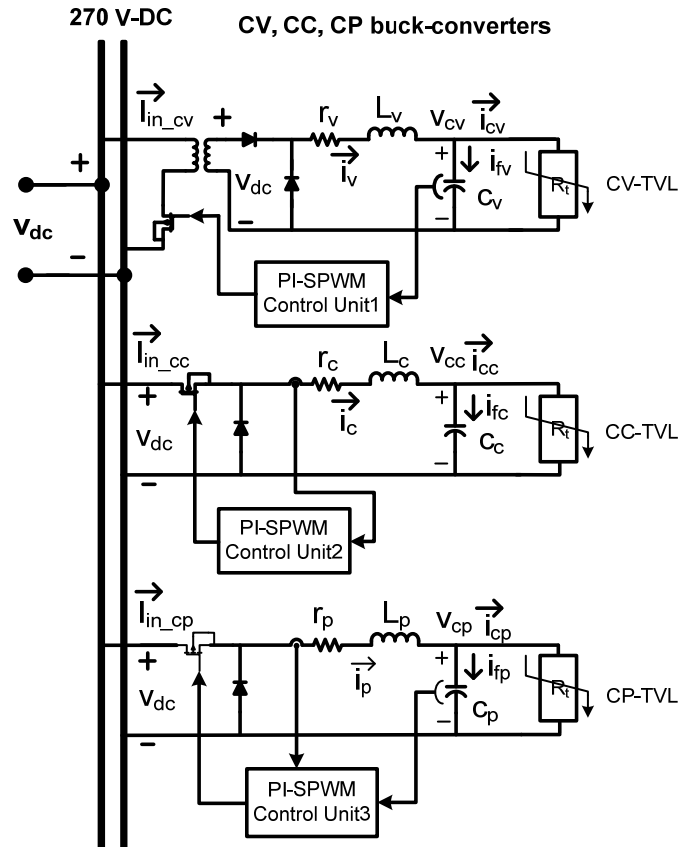 270 V-DC
CV, CC, CP buck-converters
I_in_cv
+
r_v
L_v
v_cv
i_cv
+
v_dc
-
i_v
+
i_fv
c_v
-
R_t
CV-TVL
+
v_dc
-
PI-SPWM
Control Unit1
I_in_cc
+
v_dc
-
r_c
L_c
v_cc
i_cc
i_c
+
i_fc
c_c
-
R_t
CC-TVL
PI-SPWM
Control Unit2
I_in_cp
+
v_dc
-
r_p
L_p
v_cp
i_cp
i_p
+
i_fp
c_p
-
R_t
CP-TVL
PI-SPWM
Control Unit3